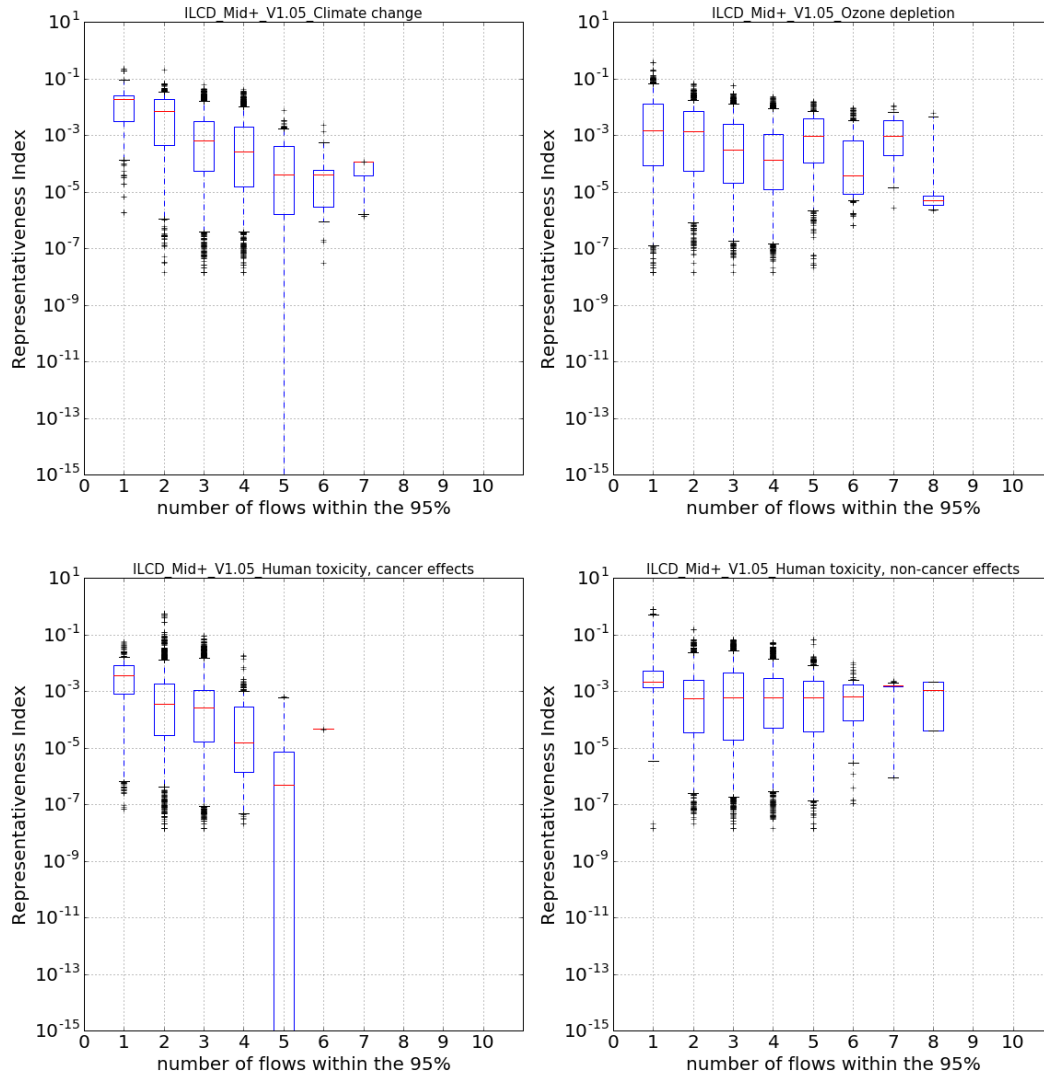 ILCD_Mid+_V1.05_Climate change
Representativeness Index
10^1
10^-1
10^-3
10^-5
10^-7
10^-9
10^-11
10^-13
10^-15
0 1 2 3 4 5 6 7 8 9 10
number of flows within the 95%
ILCD_Mid+_V1.05_Ozone depletion
Representativeness Index
10^1
10^-1
10^-3
10^-5
10^-7
10^-9
10^-11
10^-13
10^-15
0 1 2 3 4 5 6 7 8 9 10
number of flows within the 95%
ILCD_Mid+_V1.05_Human toxicity, cancer effects
Representativeness Index
10^1
10^-1
10^-3
10^-5
10^-7
10^-9
10^-11
10^-13
10^-15
0 1 2 3 4 5 6 7 8 9 10
number of flows within the 95%
ILCD_Mid+_V1.05_Human toxicity, non-cancer effects
Representativeness Index
10^1
10^-1
10^-3
10^-5
10^-7
10^-9
10^-11
10^-13
10^-15
0 1 2 3 4 5 6 7 8 9 10
number of flows within the 95%